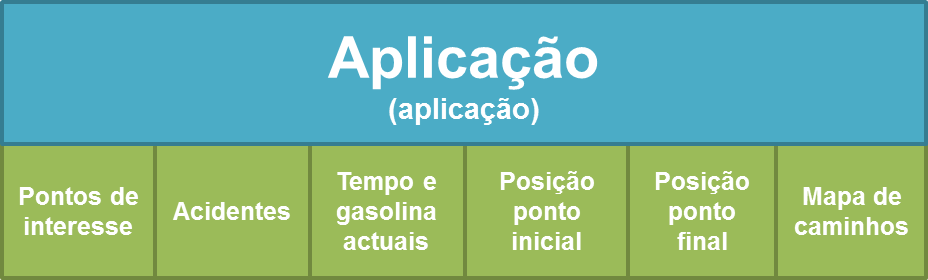 Aplicação
(aplicação)
Pontos de
interesse
Acidentes
Tempo e
gasolina
actuais
Posição
ponto
inicial
Posição
ponto
final
Mapa de
caminhos